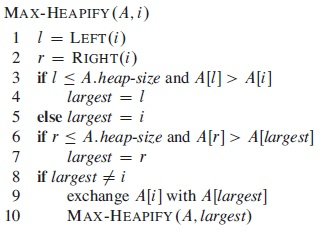 MAX-HEAPIFY(A, i)
1 l = LEFT(i)
2 r = RIGHT(i)
3 if l ≤ A.heap-size and A[l] > A[i]
4 largest = l
5 else largest = i
6 if r ≤ A.heap-size and A[r] > A[largest]
7 largest = r
8 if largest ≠ i
9 exchange A[i] with A[largest]
10 MAX-HEAPIFY(A, largest)